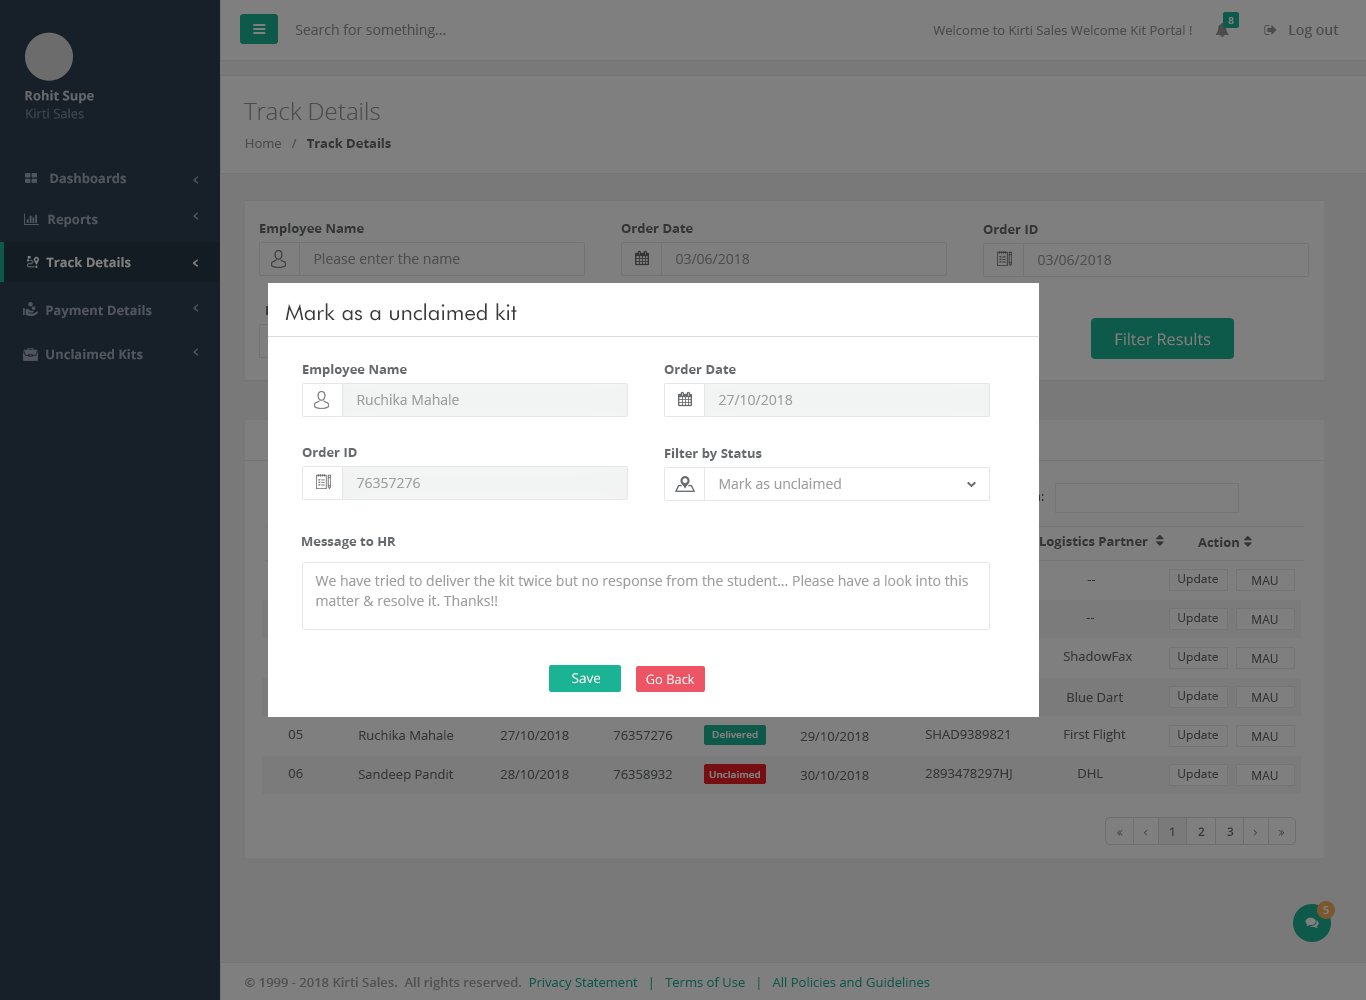 Search for something...
Welcome to Kirti Sales Welcome Kit Portal !
8
Log out
Rohit Supe
Kirti Sales
Dashboards
Reports
Track Details
Payment Details
Unclaimed Kits
Track Details
Home / Track Details
Employee Name
Order Date
Order ID
Please enter the name
03/06/2018
03/06/2018
Filter Results
Mark as a unclaimed kit
Employee Name
Order Date
Ruchika Mahale
27/10/2018
Order ID
Filter by Status
76357276
Mark as unclaimed
Message to HR
We have tried to deliver the kit twice but no response from the student... Please have a look into this
matter & resolve it. Thanks!!
Save
Go Back
Logistics Partner Action
-- Update MAU
-- Update MAU
ShadowFax Update MAU
Blue Dart Update MAU
05 Ruchika Mahale 27/10/2018 76357276 Delivered 29/10/2018 SHAD9389821 First Flight Update MAU
06 Sandeep Pandit 28/10/2018 76358932 Unclaimed 30/10/2018 2893478297HJ DHL Update MAU
« ‹ 1 2 3 › »
5
© 1999 - 2018 Kirti Sales. All rights reserved. Privacy Statement | Terms of Use | All Policies and Guidelines